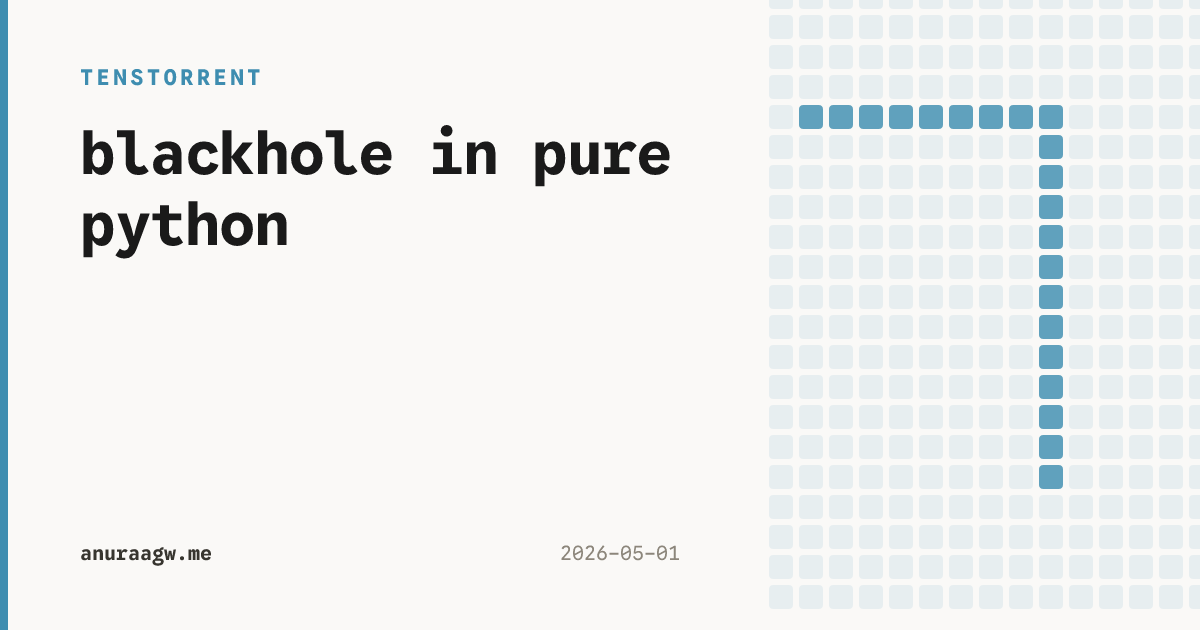 TENSTORRENT
blackhole in pure
python
anuraagw.me
2026-05-01